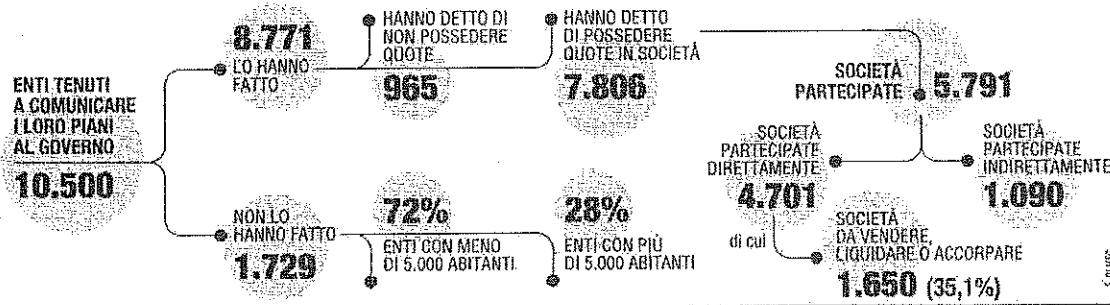 ENTI TENUTI
A COMUNICARE
I LORO PIANI
AL GOVERNO
10.500
8.771
LO HANNO
FATTO
HANNO DETTO DI
NON POSSEDERE
QUOTE
965
HANNO DETTO
DI POSSEDERE
QUOTE IN SOCIETÀ
7.806
NON LO
HANNO FATTO
1.729
72%
ENTI CON MENO
DI 5.000 ABITANTI
28%
ENTI CON PIÙ
DI 5.000 ABITANTI
SOCIETÀ
PARTECIPATE
5.791
SOCIETÀ
PARTECIPATE
DIRETTAMENTE
4.701
SOCIETÀ
PARTECIPATE
INDIRETTAMENTE
1.090
di cui
SOCIETÀ
DA VENDERE,
LIQUIDARE O ACCORPARE
1.650 (35,1%)